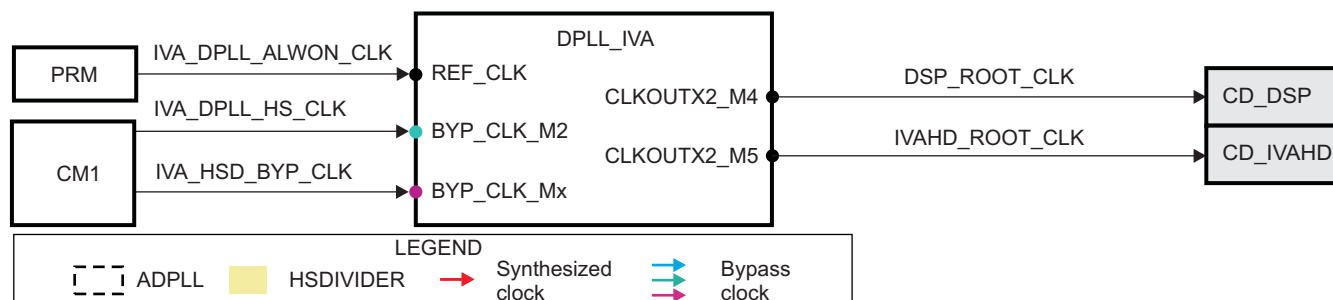 DPLL_IVA
PRM
IVA_DPLL_ALWON_CLK
REF_CLK
CLKOUTX2_M4
DSP_ROOT_CLK
CD_DSP
IVA_DPLL_HS_CLK
BYP_CLK_M2
CM1
CLKOUTX2_M5
IVAHD_ROOT_CLK
CD_IVAHD
IVA_HSD_BYP_CLK
BYP_CLK_Mx
LEGEND
ADPLL
HSDIVIDER
Synthesized
clock
Bypass
clock